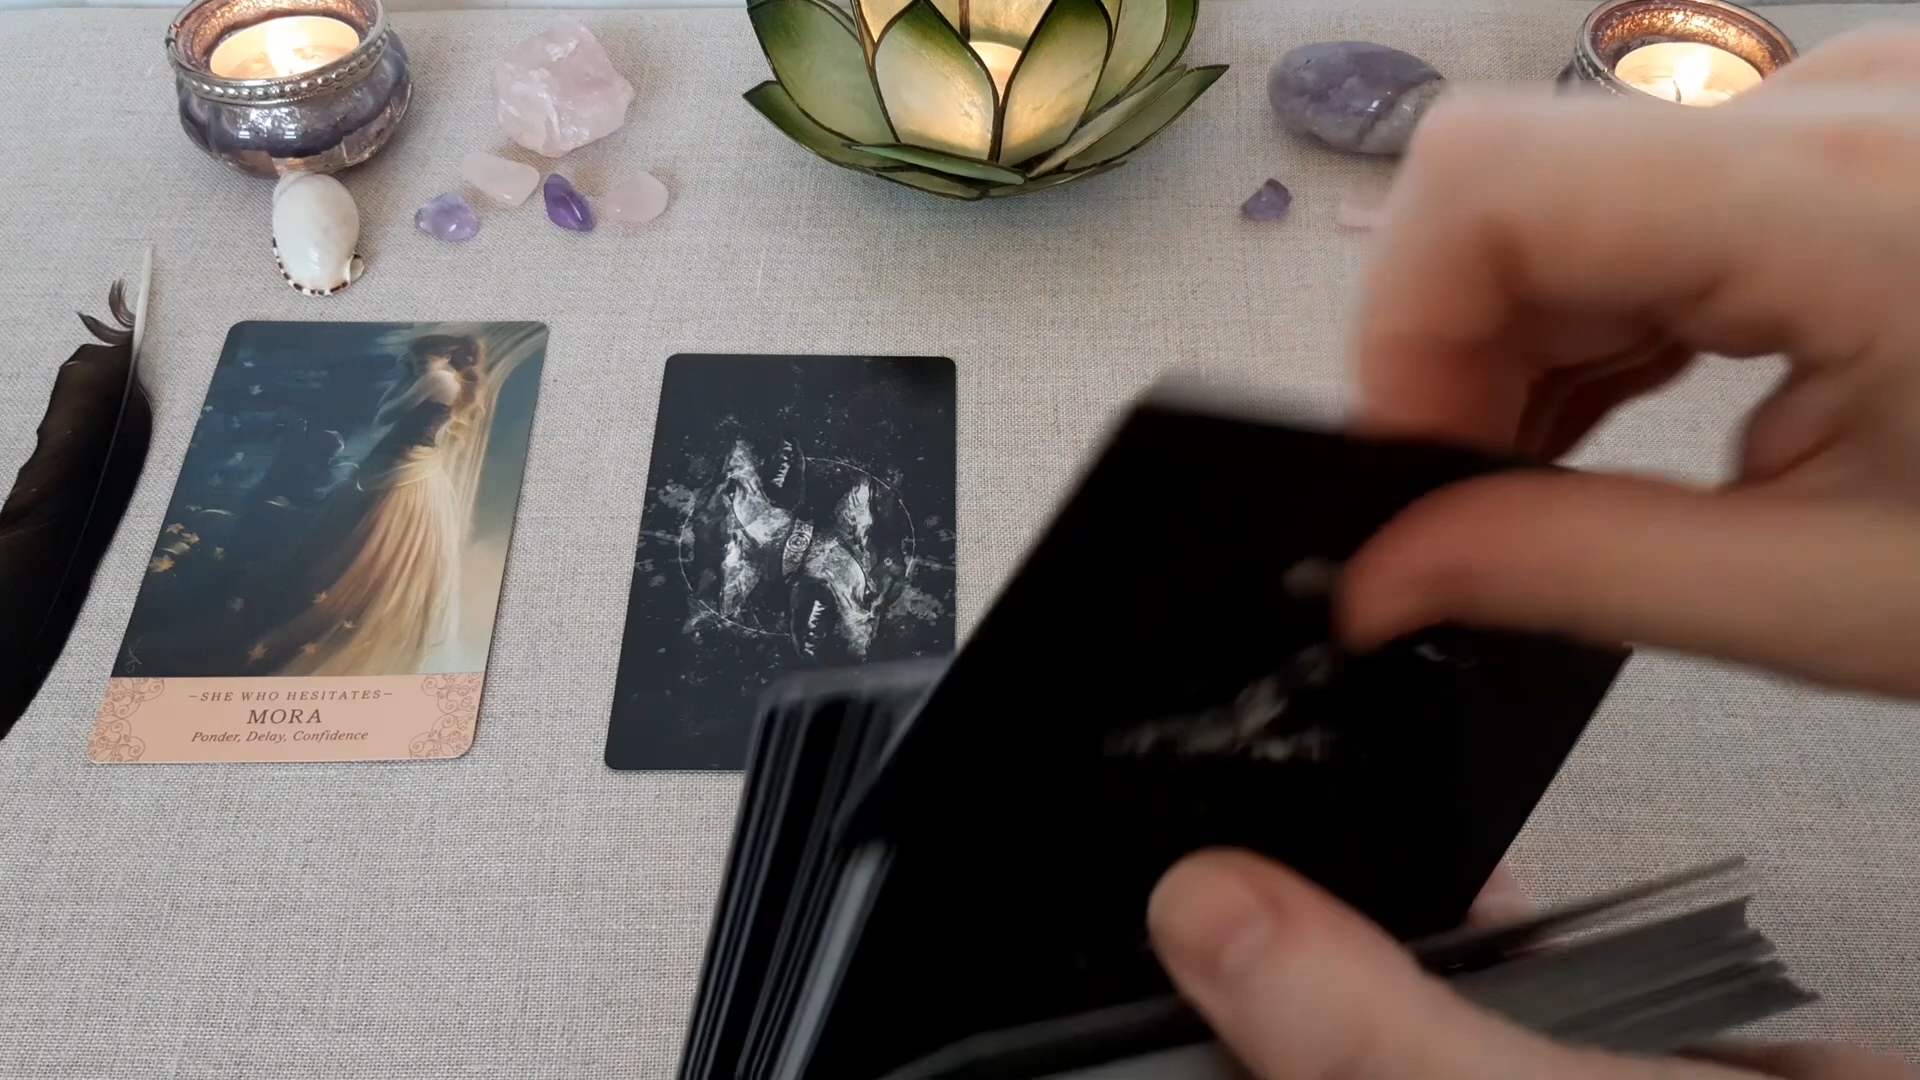 ~SHE WHO HESITATES~
MORA
Ponder, Delay, Confidence